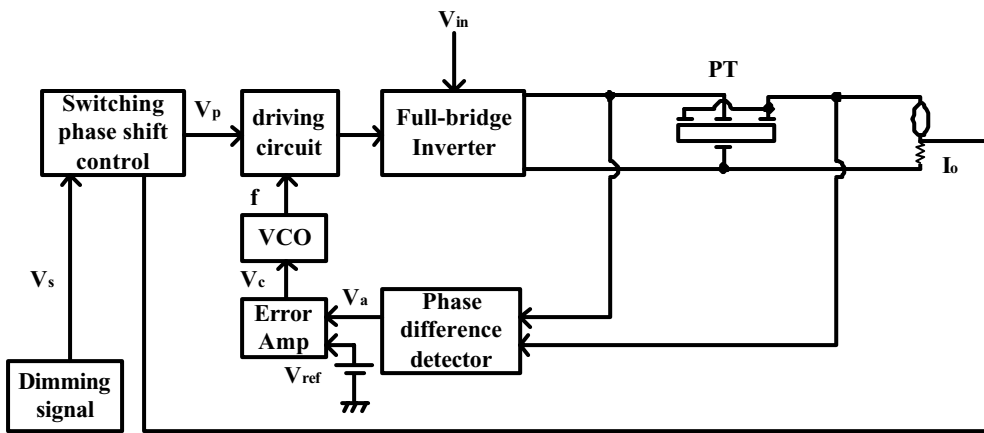 V_in
PT
Switching
phase shift
control
V_p
driving
circuit
Full-bridge
Inverter
I_o
f
VCO
V_s
V_c
V_a
Error
Amp
Phase
difference
detector
V_ref
Dimming
signal